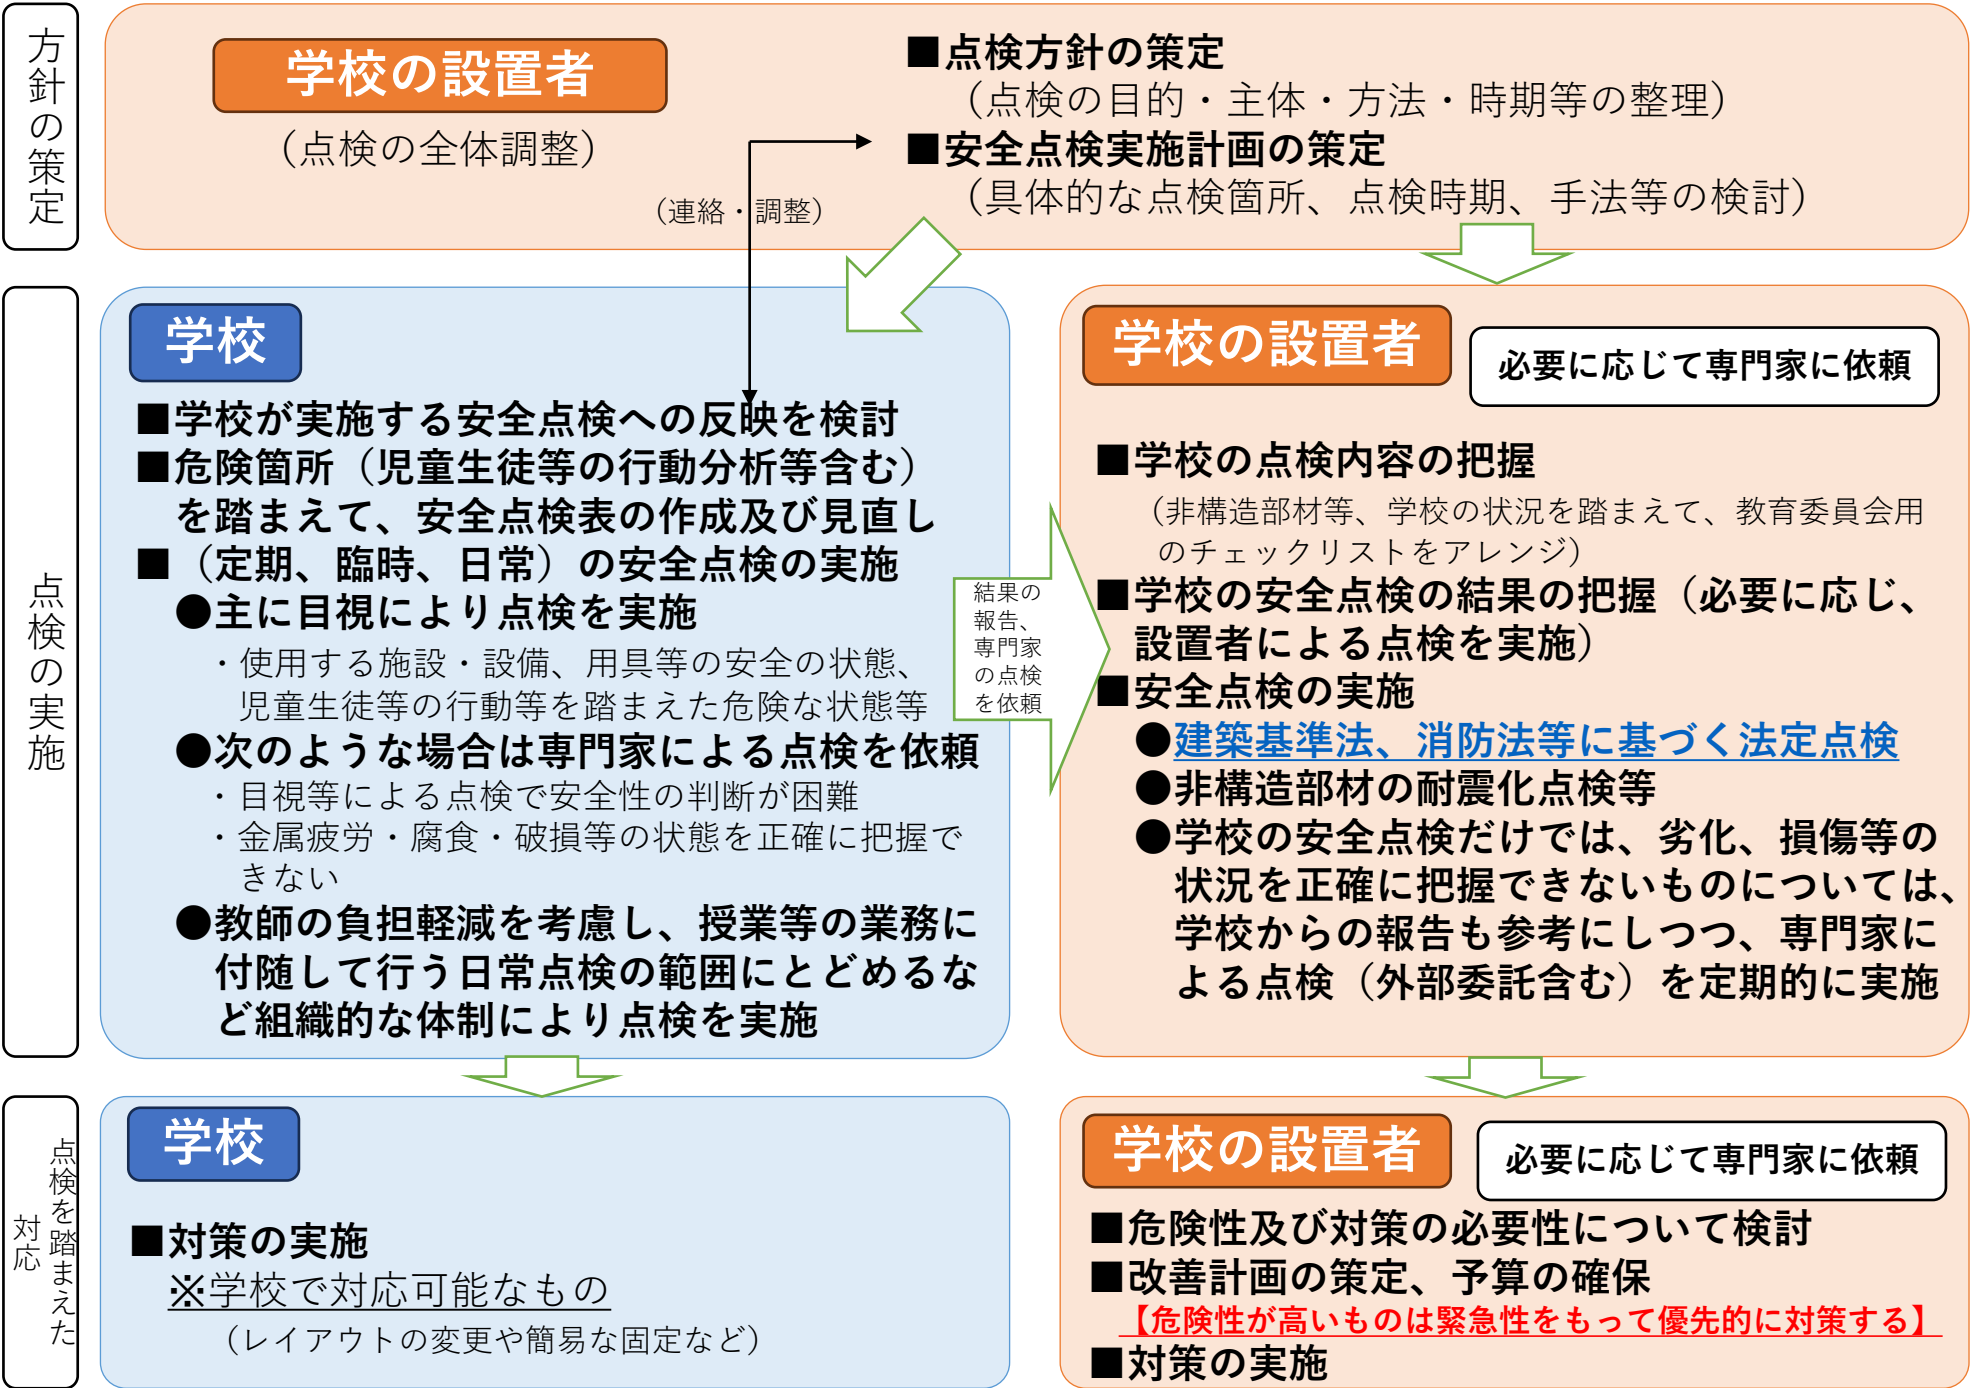 方針の策定
学校の設置者
（点検の全体調整）
■点検方針の策定
（点検の目的・主体・方法・時期等の整理）
■安全点検実施計画の策定
（具体的な点検箇所、点検時期、手法等の検討）
（連絡・調整）
点検の実施
学校
■学校が実施する安全点検への反映を検討
■危険箇所（児童生徒等の行動分析等含む）
を踏まえて、安全点検表の作成及び見直し
■（定期、臨時、日常）の安全点検の実施
●主に目視により点検を実施
・使用する施設・設備、用具等の安全の状態、
児童生徒等の行動等を踏まえた危険な状態等
●次のような場合は専門家による点検を依頼
・目視等による点検で安全性の判断が困難
・金属疲労・腐食・破損等の状態を正確に把握で
きない
●教師の負担軽減を考慮し、授業等の業務に
付随して行う日常点検の範囲にとどめるな
ど組織的な体制により点検を実施
結果の
報告、
専門家
の点検
を依頼
学校の設置者
必要に応じて専門家に依頼
■学校の点検内容の把握
（非構造部材等、学校の状況を踏まえて、教育委員会用
のチェックリストをアレンジ）
■学校の安全点検の結果の把握（必要に応じ、
設置者による点検を実施）
■安全点検の実施
●建築基準法、消防法等に基づく法定点検
●非構造部材の耐震化点検等
●学校の安全点検だけでは、劣化、損傷等の
状況を正確に把握できないものについては、
学校からの報告も参考にしつつ、専門家に
よる点検（外部委託含む）を定期的に実施
点検を踏まえた
対応
学校
■対策の実施
※学校で対応可能なもの
（レイアウトの変更や簡易な固定など）
学校の設置者
必要に応じて専門家に依頼
■危険性及び対策の必要性について検討
■改善計画の策定、予算の確保
【危険性が高いものは緊急性をもって優先的に対策する】
■対策の実施